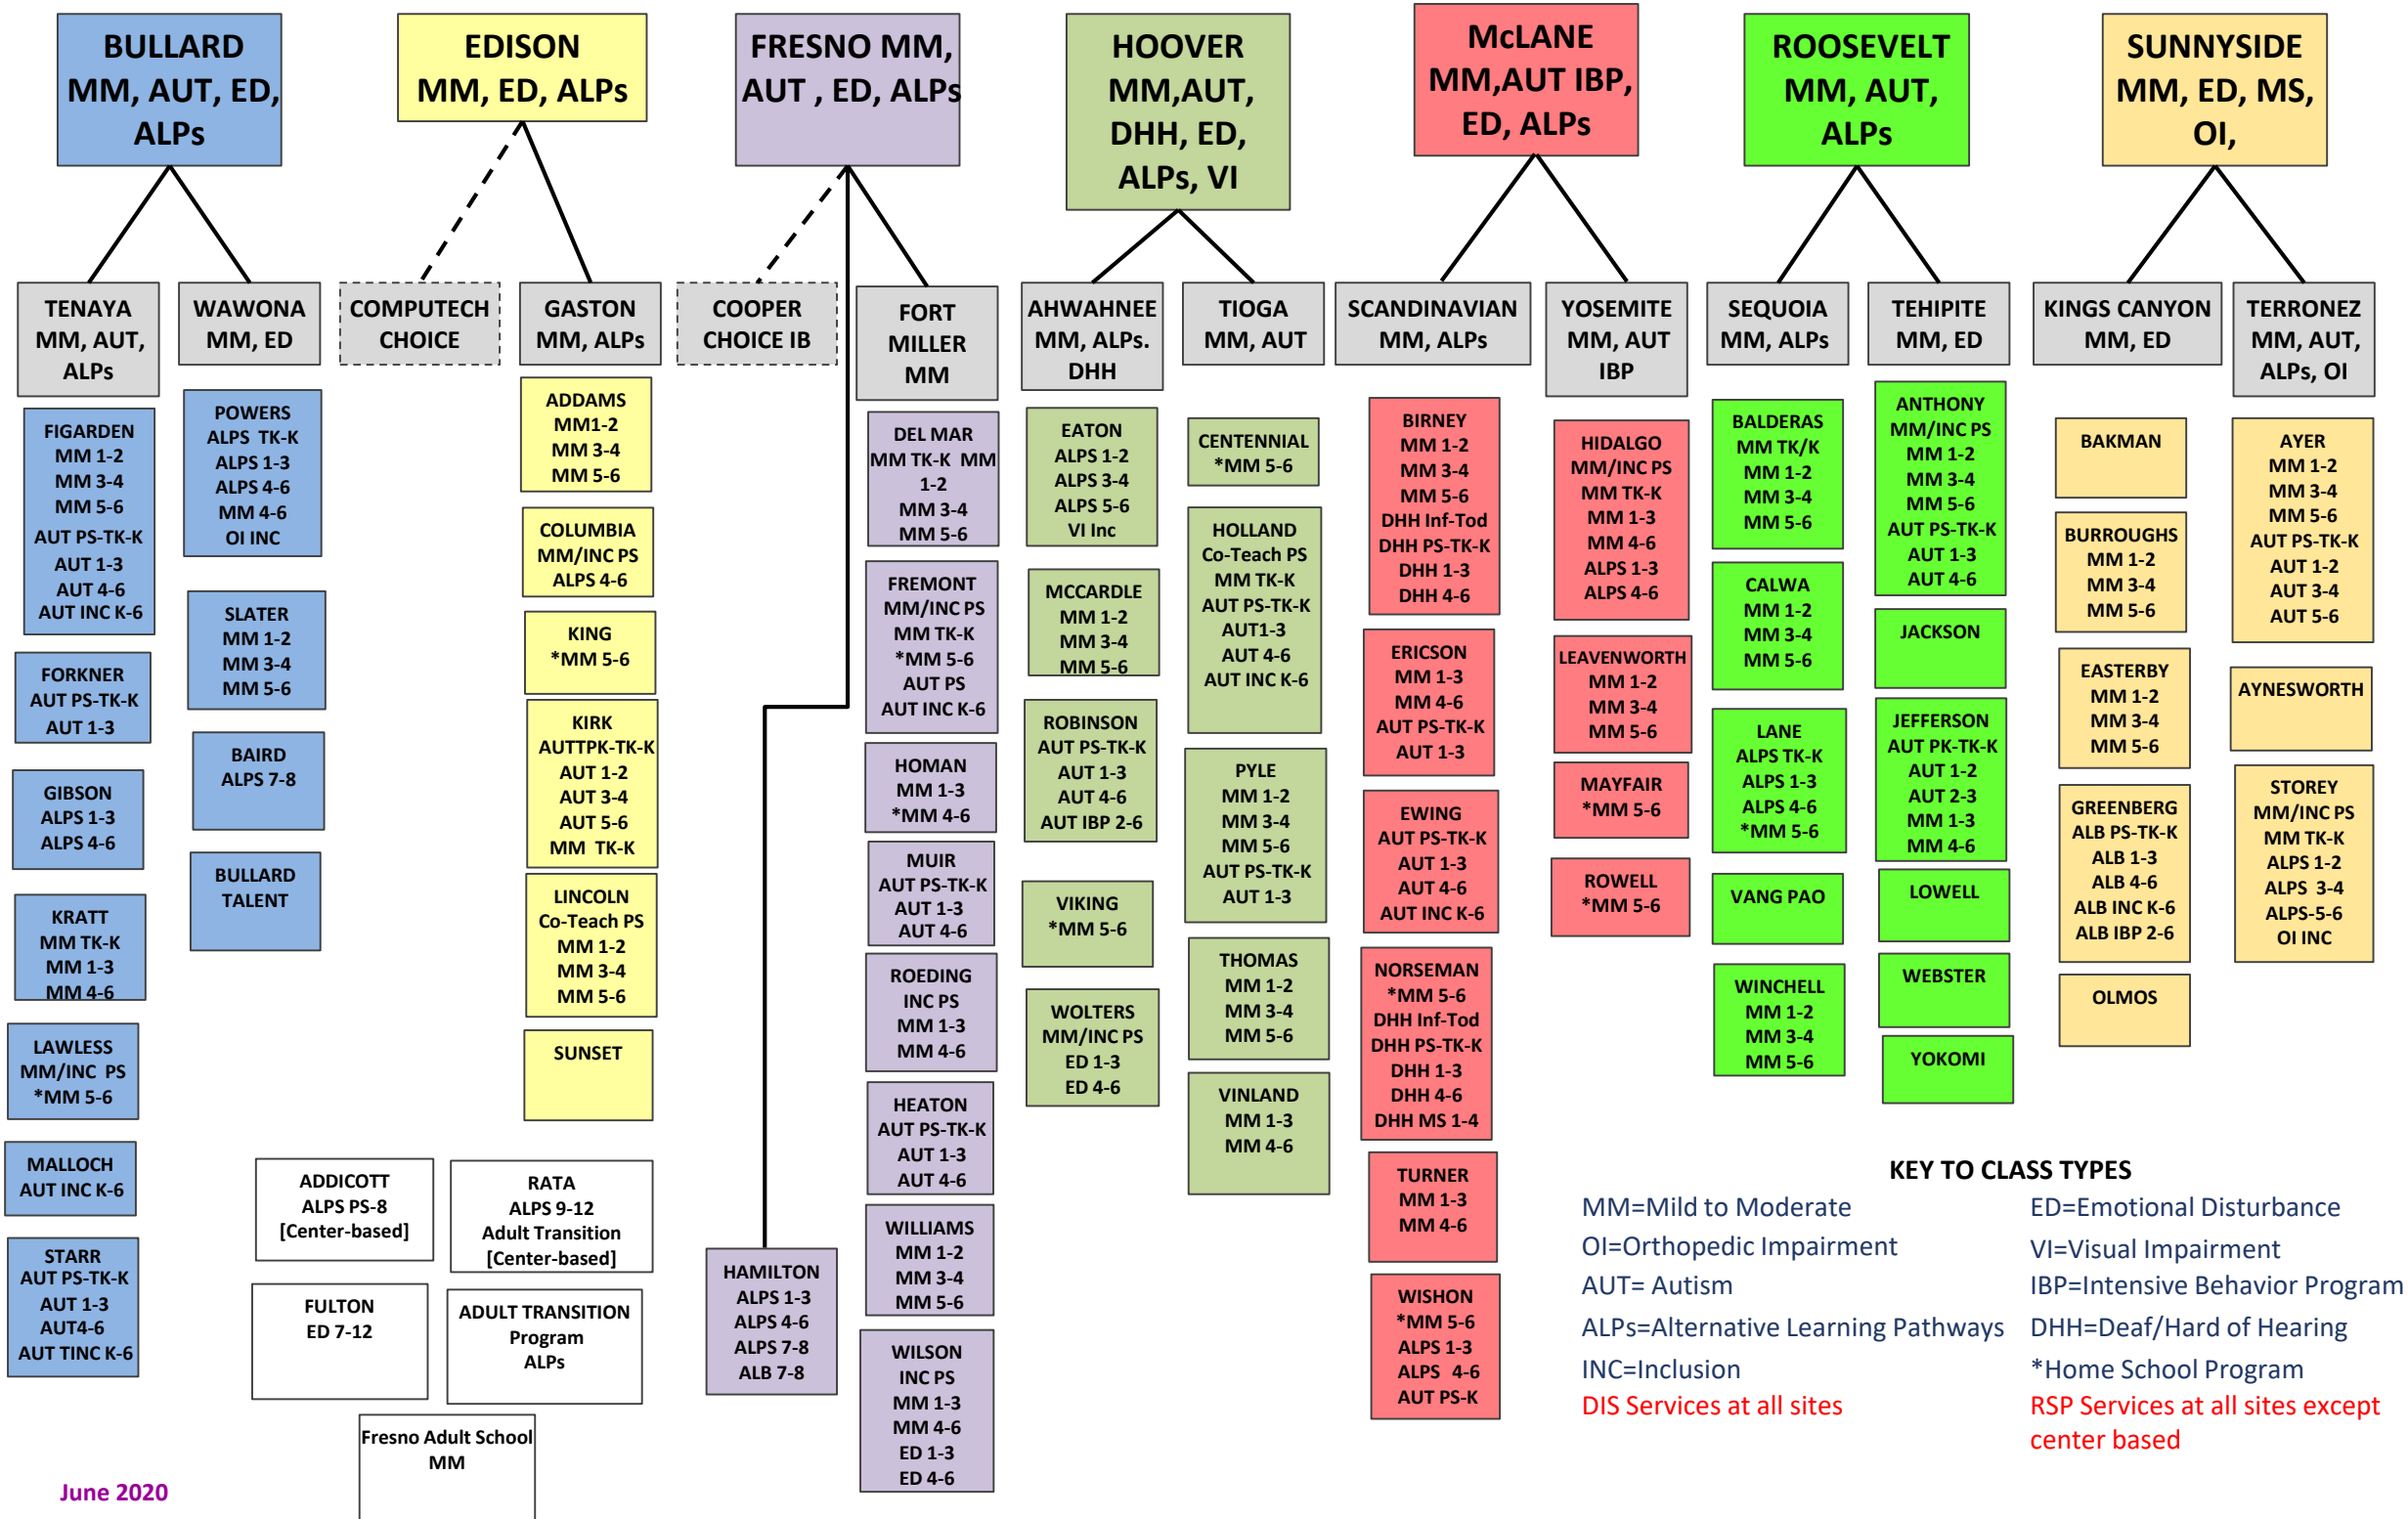 BULLARD
MM, AUT, ED,
ALPs
EDISON
MM, ED, ALPs
FRESNO MM,
AUT , ED, ALPs
HOOVER
MM,AUT,
DHH, ED,
ALPs, VI
McLANE
MM,AUT IBP,
ED, ALPs
ROOSEVELT
MM, AUT,
ALPs
SUNNYSIDE
MM, ED, MS,
OI,
TENAYA
MM, AUT,
ALPs
WAWONA
MM, ED
COMPUTECH
CHOICE
GASTON
MM, ALPs
COOPER
CHOICE IB
FORT
MILLER
MM
AHWAHNEE
MM, ALPs.
DHH
TIOGA
MM, AUT
SCANDINAVIAN
MM, ALPs
YOSEMITE
MM, AUT
IBP
SEQUOIA
MM, ALPs
TEHIPITE
MM, ED
KINGS CANYON
MM, ED
TERRONEZ
MM, AUT,
ALPs, OI
FIGARDEN
MM 1-2
MM 3-4
MM 5-6
AUT PS-TK-K
AUT 1-3
AUT 4-6
AUT INC K-6
FORKNER
AUT PS-TK-K
AUT 1-3
GIBSON
ALPS 1-3
ALPS 4-6
KRATT
MM TK-K
MM 1-3
MM 4-6
LAWLESS
MM/INC PS
*MM 5-6
MALLOCH
AUT INC K-6
STARR
AUT PS-TK-K
AUT 1-3
AUT4-6
AUT TINC K-6
POWERS
ALPS TK-K
ALPS 1-3
ALPS 4-6
MM 4-6
OI INC
SLATER
MM 1-2
MM 3-4
MM 5-6
BAIRD
ALPS 7-8
BULLARD
TALENT
ADDAMS
MM1-2
MM 3-4
MM 5-6
COLUMBIA
MM/INC PS
ALPS 4-6
KING
*MM 5-6
KIRK
AUTTPK-TK-K
AUT 1-2
AUT 3-4
AUT 5-6
MM TK-K
LINCOLN
Co-Teach PS
MM 1-2
MM 3-4
MM 5-6
SUNSET
ADDICOTT
ALPS PS-8
[Center-based]
RATA
ALPS 9-12
Adult Transition
[Center-based]
FULTON
ED 7-12
ADULT TRANSITION
Program
ALPs
Fresno Adult School
MM
HAMILTON
ALPS 1-3
ALPS 4-6
ALPS 7-8
ALB 7-8
DEL MAR
MM TK-K MM
1-2
MM 3-4
MM 5-6
FREMONT
MM/INC PS
MM TK-K
*MM 5-6
AUT PS
AUT INC K-6
HOMAN
MM 1-3
*MM 4-6
MUIR
AUT PS-TK-K
AUT 1-3
AUT 4-6
ROEDING
INC PS
MM 1-3
MM 4-6
HEATON
AUT PS-TK-K
AUT 1-3
AUT 4-6
WILLIAMS
MM 1-2
MM 3-4
MM 5-6
WILSON
INC PS
MM 1-3
MM 4-6
ED 1-3
ED 4-6
EATON
ALPS 1-2
ALPS 3-4
ALPS 5-6
VI Inc
MCCARDLE
MM 1-2
MM 3-4
MM 5-6
ROBINSON
AUT PS-TK-K
AUT 1-3
AUT 4-6
AUT IBP 2-6
VIKING
*MM 5-6
WOLTERS
MM/INC PS
ED 1-3
ED 4-6
CENTENNIAL
*MM 5-6
HOLLAND
Co-Teach PS
MM TK-K
AUT PS-TK-K
AUT1-3
AUT 4-6
AUT INC K-6
PYLE
MM 1-2
MM 3-4
MM 5-6
AUT PS-TK-K
AUT 1-3
THOMAS
MM 1-2
MM 3-4
MM 5-6
VINLAND
MM 1-3
MM 4-6
BIRNEY
MM 1-2
MM 3-4
MM 5-6
DHH Inf-Tod
DHH PS-TK-K
DHH 1-3
DHH 4-6
ERICSON
MM 1-3
MM 4-6
AUT PS-TK-K
AUT 1-3
EWING
AUT PS-TK-K
AUT 1-3
AUT 4-6
AUT INC K-6
NORSEMAN
*MM 5-6
DHH Inf-Tod
DHH PS-TK-K
DHH 1-3
DHH 4-6
DHH MS 1-4
TURNER
MM 1-3
MM 4-6
WISHON
*MM 5-6
ALPS 1-3
ALPS 4-6
AUT PS-K
HIDALGO
MM/INC PS
MM TK-K
MM 1-3
MM 4-6
ALPS 1-3
ALPS 4-6
LEAVENWORTH
MM 1-2
MM 3-4
MM 5-6
MAYFAIR
*MM 5-6
ROWELL
*MM 5-6
BALDERAS
MM TK/K
MM 1-2
MM 3-4
MM 5-6
CALWA
MM 1-2
MM 3-4
MM 5-6
LANE
ALPS TK-K
ALPS 1-3
ALPS 4-6
*MM 5-6
VANG PAO
WINCHELL
MM 1-2
MM 3-4
MM 5-6
ANTHONY
MM/INC PS
MM 1-2
MM 3-4
MM 5-6
AUT PS-TK-K
AUT 1-3
AUT 4-6
JACKSON
JEFFERSON
AUT PK-TK-K
AUT 1-2
AUT 2-3
MM 1-3
MM 4-6
LOWELL
WEBSTER
YOKOMI
BAKMAN
BURROUGHS
MM 1-2
MM 3-4
MM 5-6
EASTERBY
MM 1-2
MM 3-4
MM 5-6
GREENBERG
ALB PS-TK-K
ALB 1-3
ALB 4-6
ALB INC K-6
ALB IBP 2-6
OLMOS
AYER
MM 1-2
MM 3-4
MM 5-6
AUT PS-TK-K
AUT 1-2
AUT 3-4
AUT 5-6
AYNESWORTH
STOREY
MM/INC PS
MM TK-K
ALPS 1-2
ALPS 3-4
ALPS-5-6
OI INC
KEY TO CLASS TYPES
MM=Mild to Moderate
ED=Emotional Disturbance
OI=Orthopedic Impairment
VI=Visual Impairment
AUT= Autism
IBP=Intensive Behavior Program
ALPs=Alternative Learning Pathways
DHH=Deaf/Hard of Hearing
INC=Inclusion
*Home School Program
DIS Services at all sites
RSP Services at all sites except
center based
June 2020